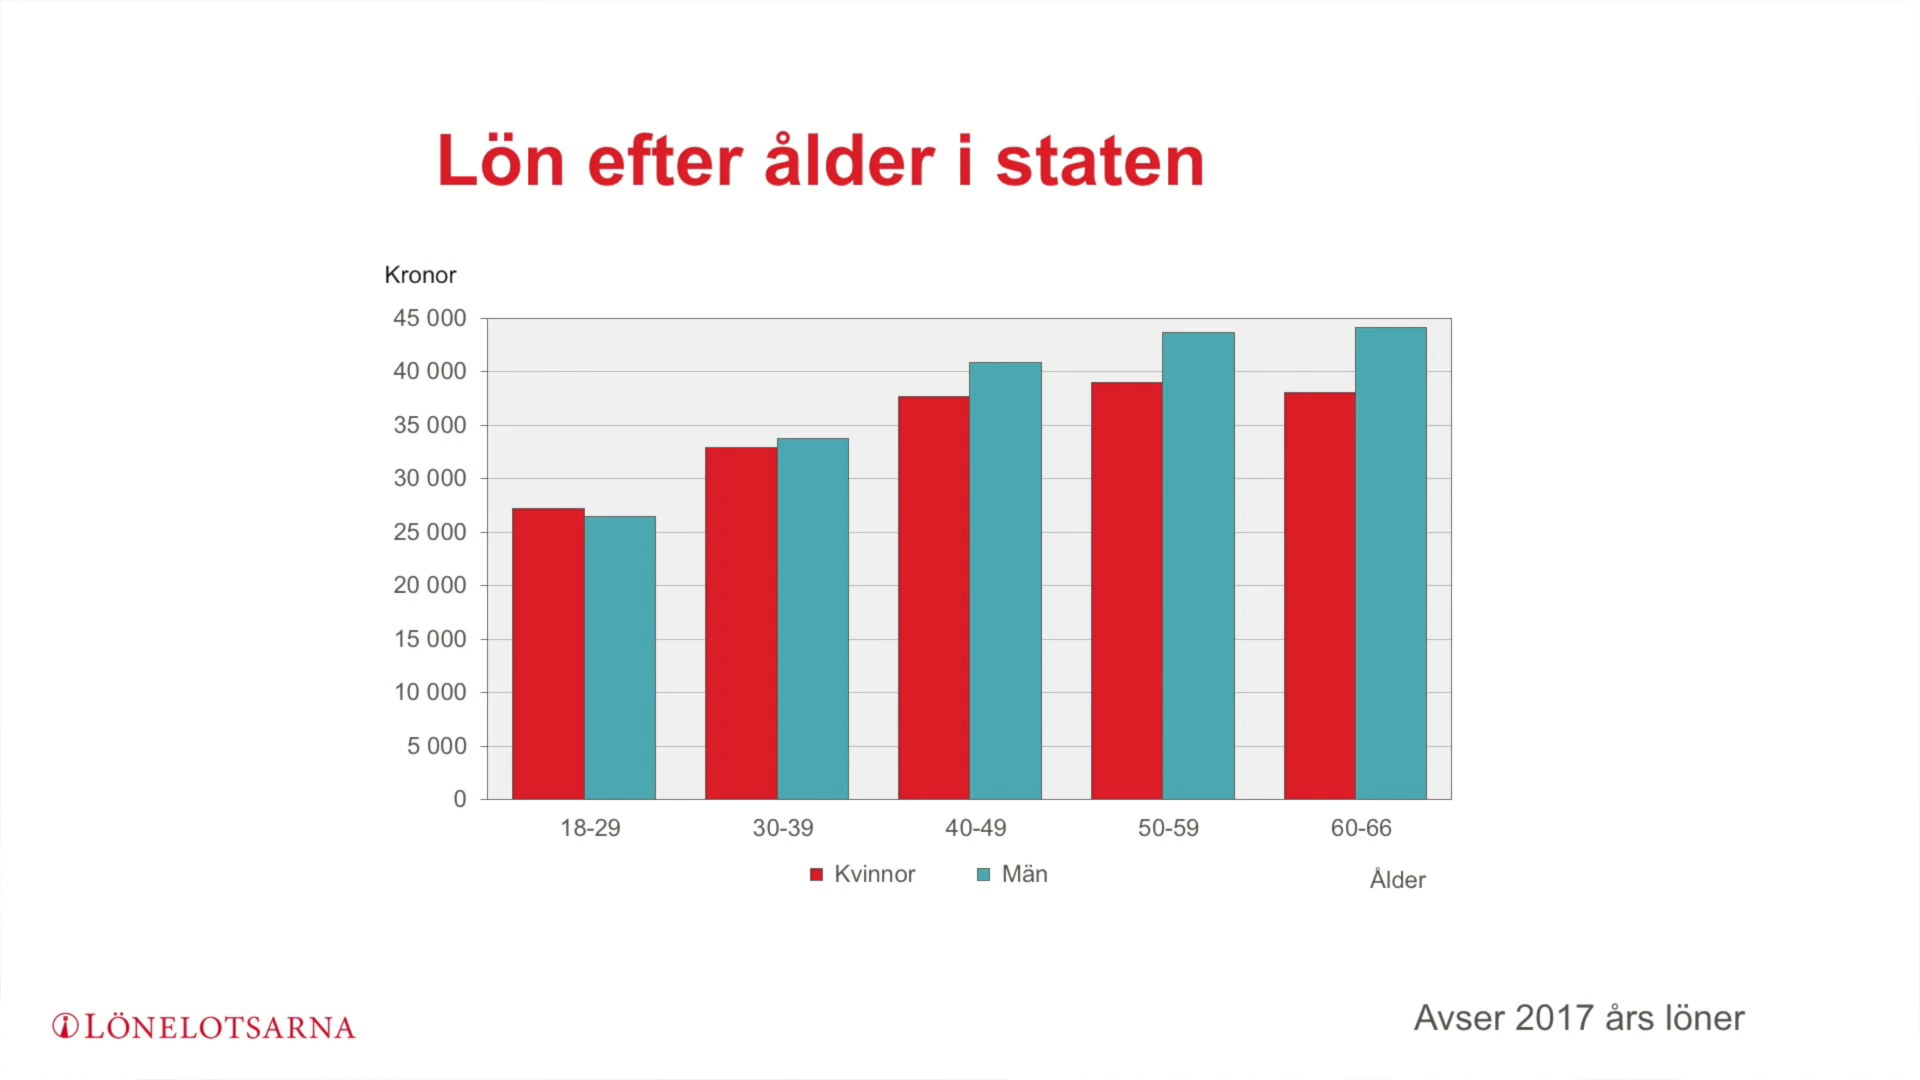 Lön efter ålder i staten
Kronor
45 000
40 000
35 000
30 000
25 000
20 000
15 000
10 000
5 000
0
18-29 30-39 40-49 50-59 60-66
Kvinnor Män
Ålder
LÖNELOTSARNA
Avser 2017 års löner